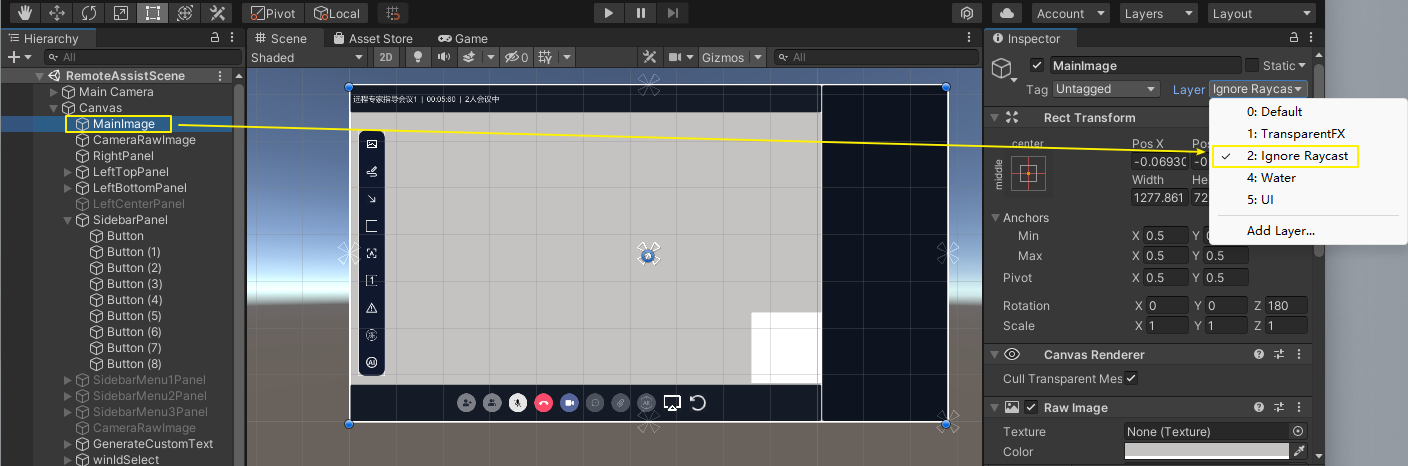 Pivot Local Account Layers Layout
Hierarchy
All
RemoteAssistScene
Main Camera
Canvas
MainImage
CameraRawImage
RightPanel
LeftTopPanel
LeftBottomPanel
LeftCenterPanel
SidebarPanel
Button
Button (1)
Button (2)
Button (3)
Button (4)
Button (5)
Button (6)
Button (7)
Button (8)
SidebarMenu1Panel
SidebarMenu2Panel
SidebarMenu3Panel
CameraRawImage
GenerateCustomText
winIdSelect
Scene Asset Store Game
Shaded 2D 0 Gizmos All
远程专家指导会议1 | 00:05:60 | 2人会议中
1
AI
Inspector
MainImage Static
Tag Untagged Layer Ignore Raycas
0: Default
1: TransparentFX
2: Ignore Raycast
4: Water
5: UI
Add Layer...
Rect Transform
center
middle
Pos X Pos
-0.0693 -0
Width He
1277.861 72
Anchors
Min X 0.5 Y 0
Max X 0.5 Y 0.5
Pivot X 0.5 Y 0.5
Rotation X 0 Y 0 Z 180
Scale X 1 Y 1 Z 1
Canvas Renderer
Cull Transparent Mes
Raw Image
Texture None (Texture)
Color